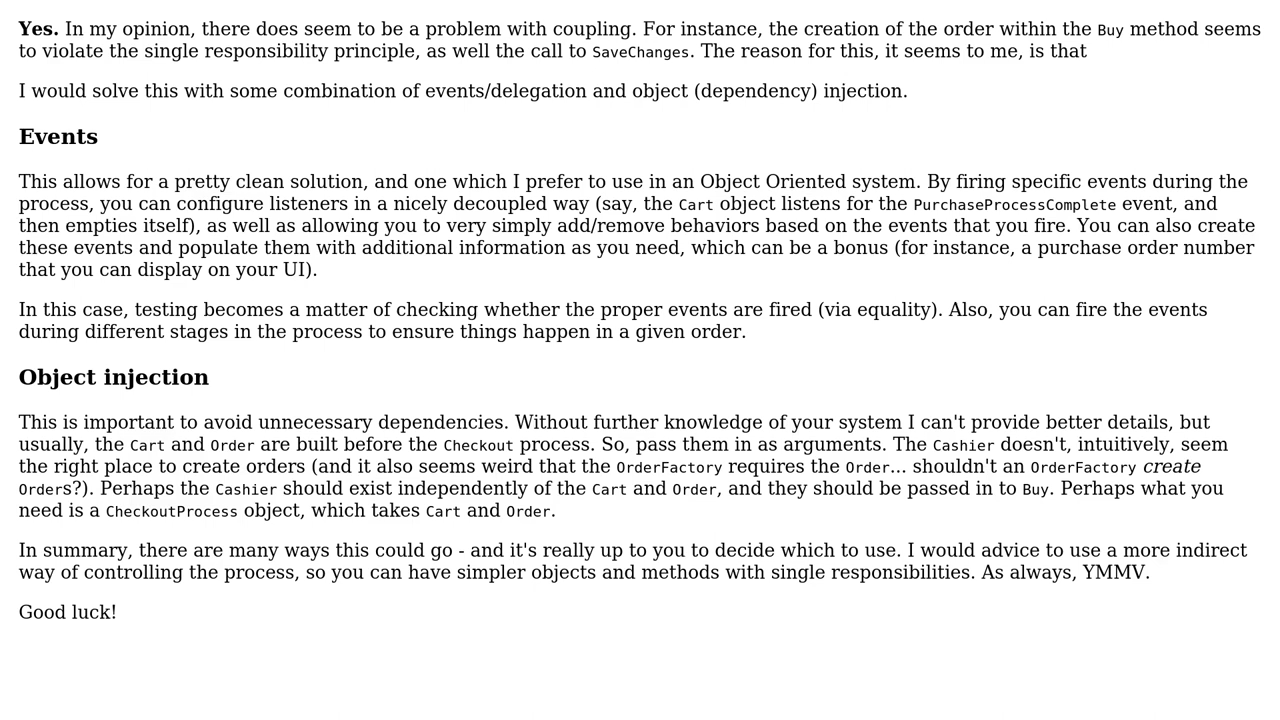 Yes. In my opinion, there does seem to be a problem with coupling. For instance, the creation of the order within the Buy method seems
to violate the single responsibility principle, as well the call to SaveChanges. The reason for this, it seems to me, is that
I would solve this with some combination of events/delegation and object (dependency) injection.
Events
This allows for a pretty clean solution, and one which I prefer to use in an Object Oriented system. By firing specific events during the
process, you can configure listeners in a nicely decoupled way (say, the Cart object listens for the PurchaseProcessComplete event, and
then empties itself), as well as allowing you to very simply add/remove behaviors based on the events that you fire. You can also create
these events and populate them with additional information as you need, which can be a bonus (for instance, a purchase order number
that you can display on your UI).
In this case, testing becomes a matter of checking whether the proper events are fired (via equality). Also, you can fire the events
during different stages in the process to ensure things happen in a given order.
Object injection
This is important to avoid unnecessary dependencies. Without further knowledge of your system I can't provide better details, but
usually, the Cart and Order are built before the Checkout process. So, pass them in as arguments. The Cashier doesn't, intuitively, seem
the right place to create orders (and it also seems weird that the OrderFactory requires the Order... shouldn't an OrderFactory create
Orders?). Perhaps the Cashier should exist independently of the Cart and Order, and they should be passed in to Buy. Perhaps what you
need is a CheckoutProcess object, which takes Cart and Order.
In summary, there are many ways this could go - and it's really up to you to decide which to use. I would advice to use a more indirect
way of controlling the process, so you can have simpler objects and methods with single responsibilities. As always, YMMV.
Good luck!